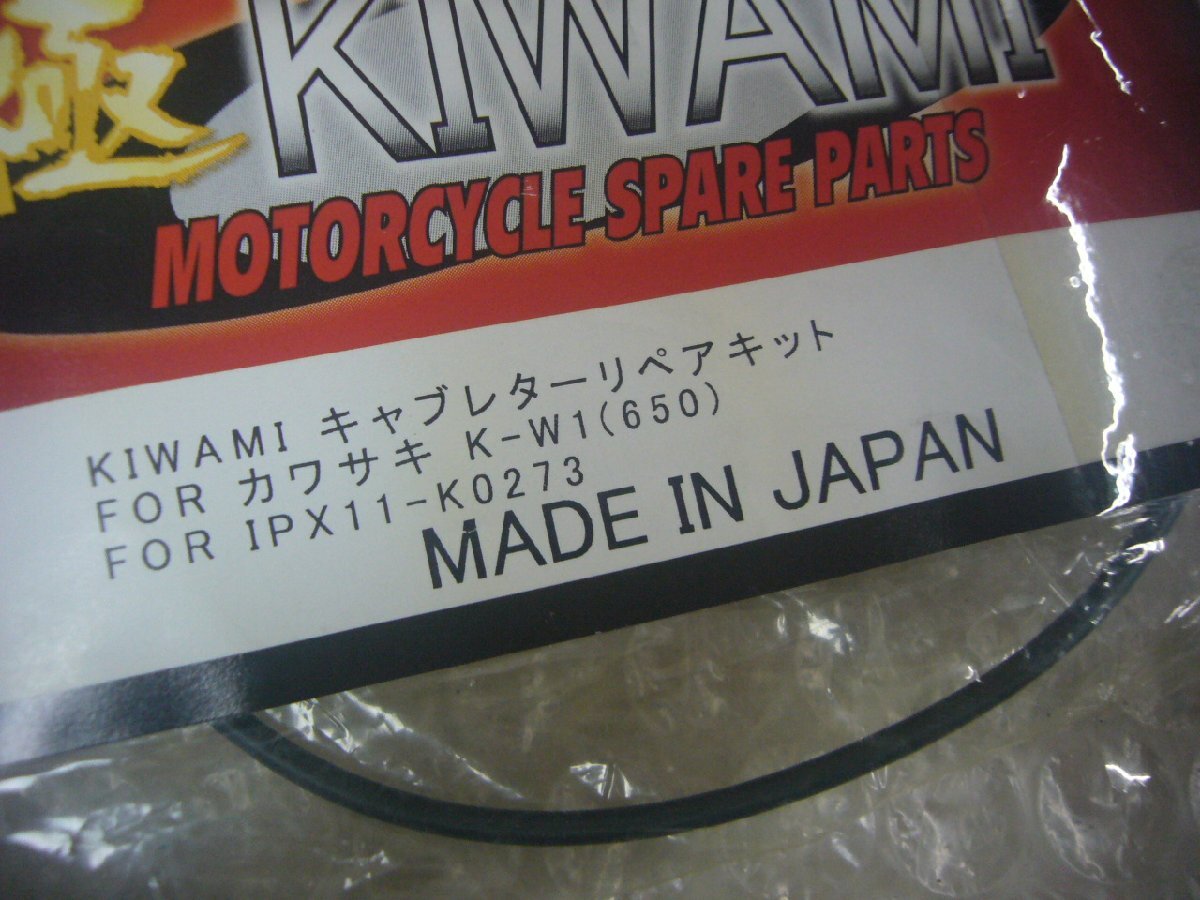 極 KIWAMI
MOTORCYCLE SPARE PARTS
KIWAMI キャブレターリペアキット
FOR カワサキ K-W1(650)
FOR IPX11-K0273
MADE IN JAPAN